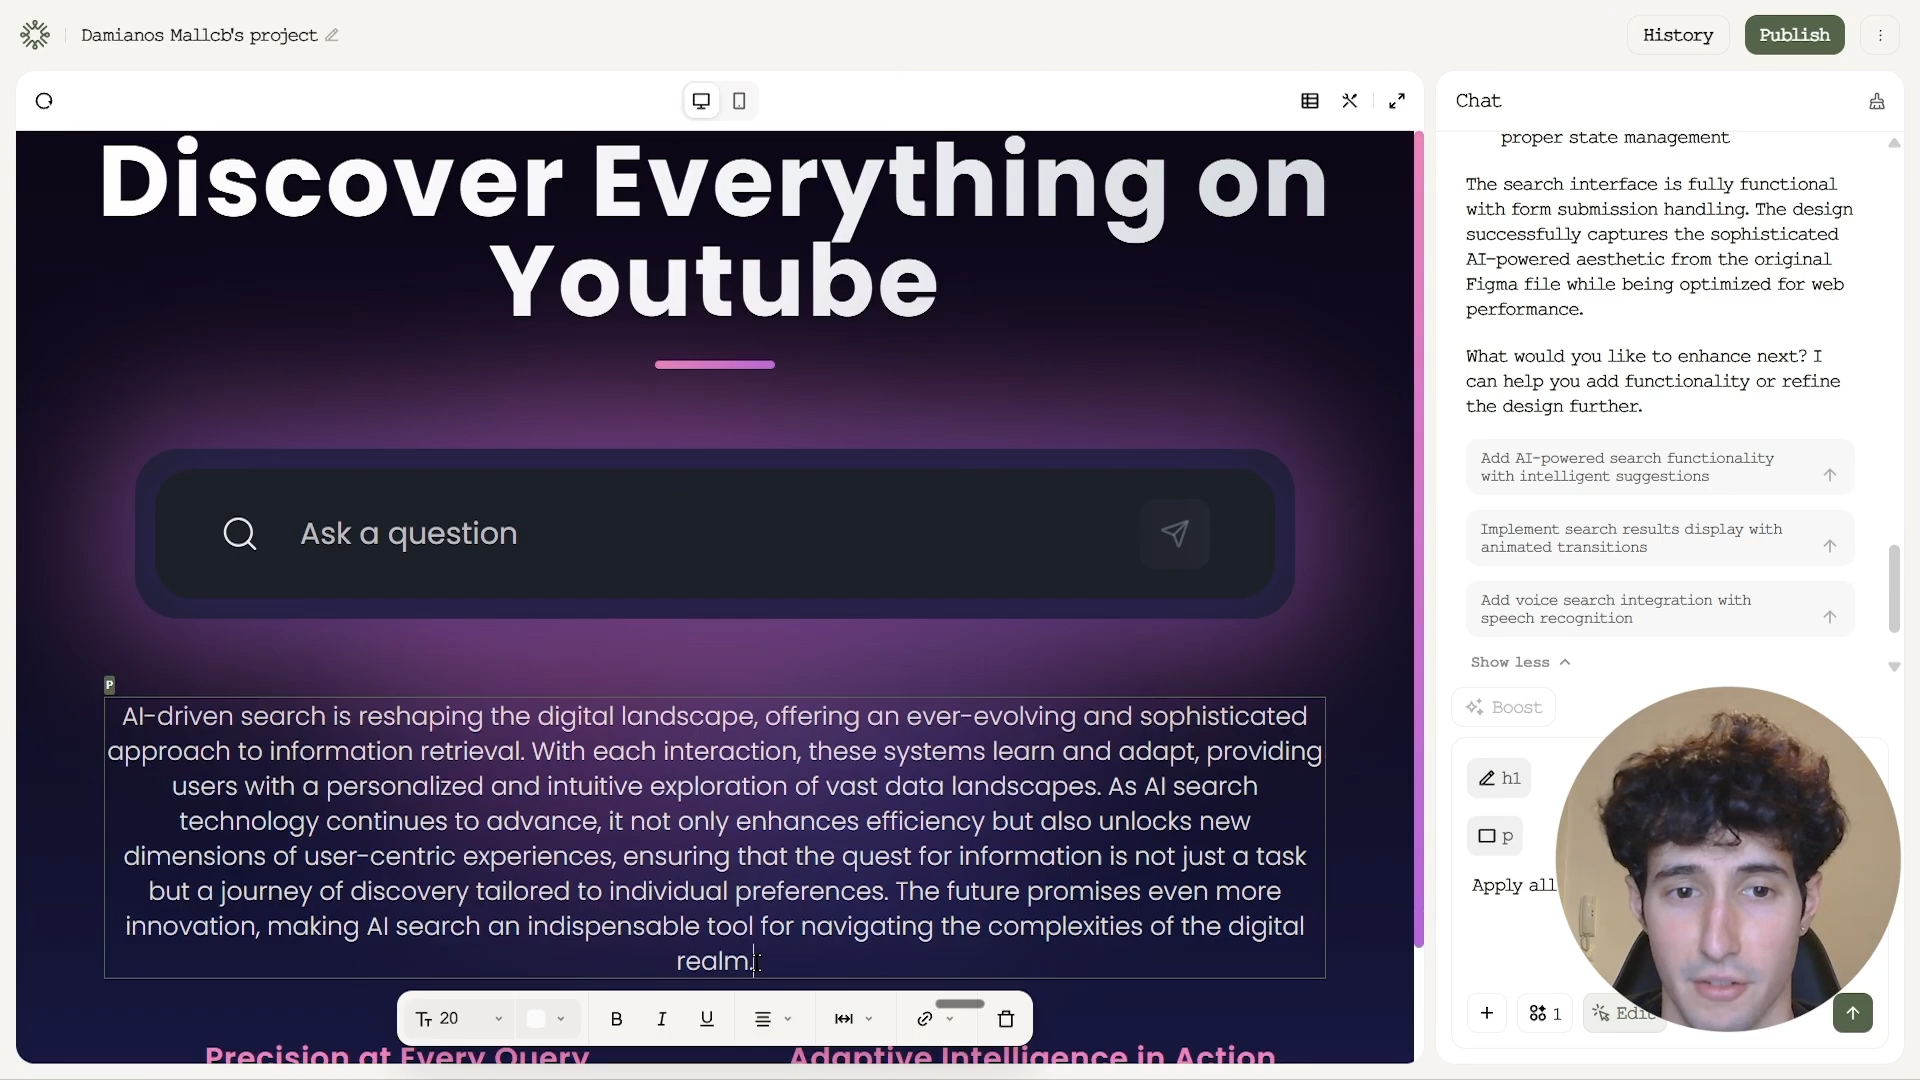 Damianos Mallcb's project
History
Publish
Chat
proper state management
The search interface is fully functional
with form submission handling. The design
successfully captures the sophisticated
AI-powered aesthetic from the original
Figma file while being optimized for web
performance.
What would you like to enhance next? I
can help you add functionality or refine
the design further.
Add AI-powered search functionality
with intelligent suggestions
Implement search results display with
animated transitions
Add voice search integration with
speech recognition
Show less
Boost
h1
p
Apply all
1
Edit
Discover Everything on
Youtube
Ask a question
P
AI-driven search is reshaping the digital landscape, offering an ever-evolving and sophisticated
approach to information retrieval. With each interaction, these systems learn and adapt, providing
users with a personalized and intuitive exploration of vast data landscapes. As AI search
technology continues to advance, it not only enhances efficiency but also unlocks new
dimensions of user-centric experiences, ensuring that the quest for information is not just a task
but a journey of discovery tailored to individual preferences. The future promises even more
innovation, making AI search an indispensable tool for navigating the complexities of the digital
realm.
TT 20
B I U
Precision at Every Query
Adaptive Intelligence in Action